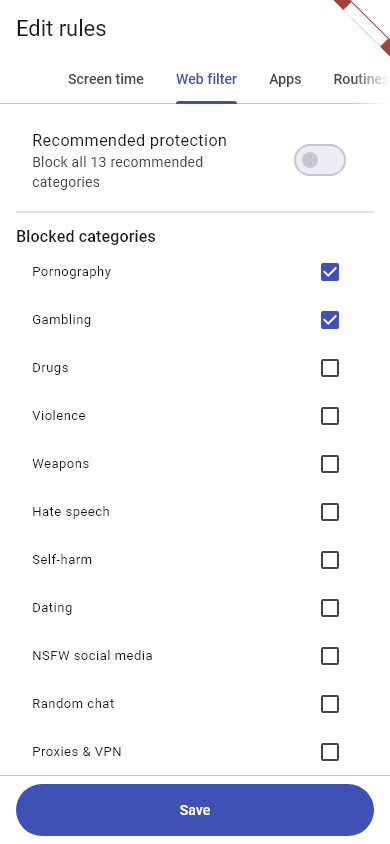 Edit rules
Screen time
Web filter
Apps
Routines
Recommended protection
Block all 13 recommended
categories
Blocked categories
Pornography
Gambling
Drugs
Violence
Weapons
Hate speech
Self-harm
Dating
NSFW social media
Random chat
Proxies & VPN
Save